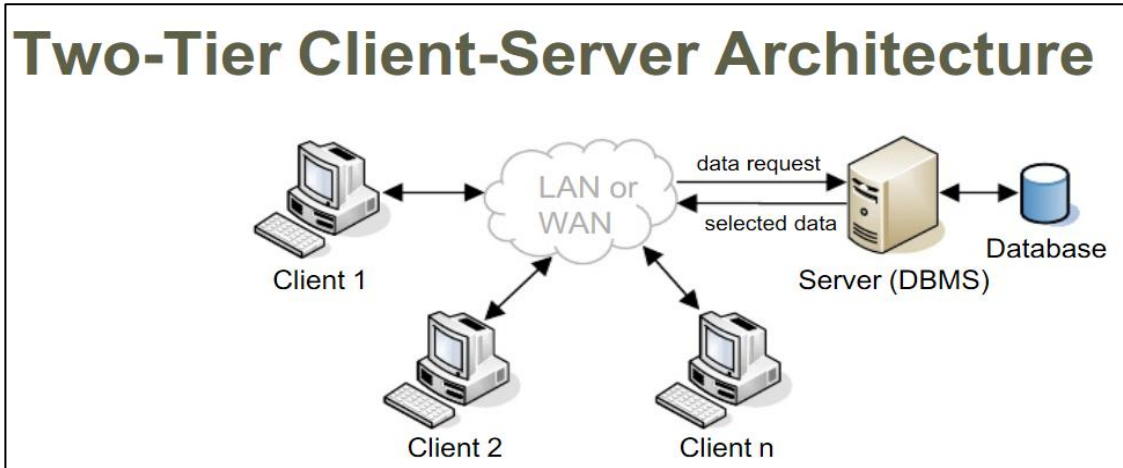 Two-Tier Client-Server Architecture
data request
LAN or
WAN
selected data
Database
Client 1
Server (DBMS)
Client 2
Client n